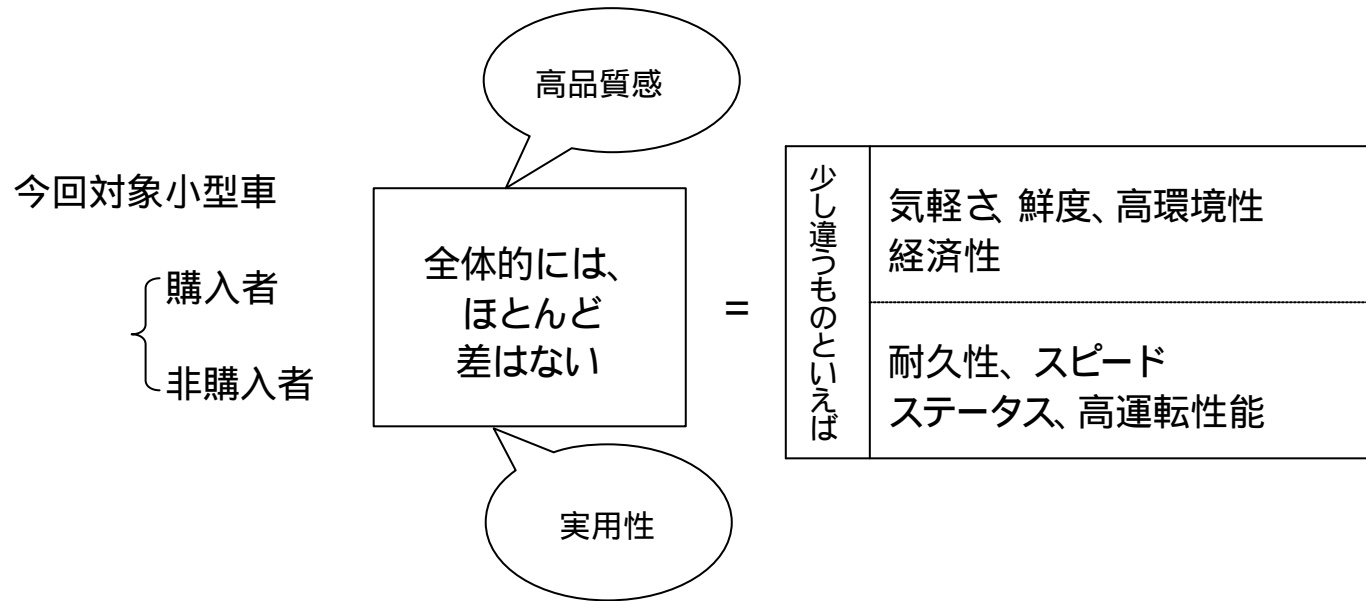 高品質感
今回対象小型車
購入者
非購入者
全体的には、
ほとんど
差はない
実用性
=
少し違うものといえば
気軽さ 鮮度、高環境性
経済性
耐久性、スピード
ステータス、高運転性能